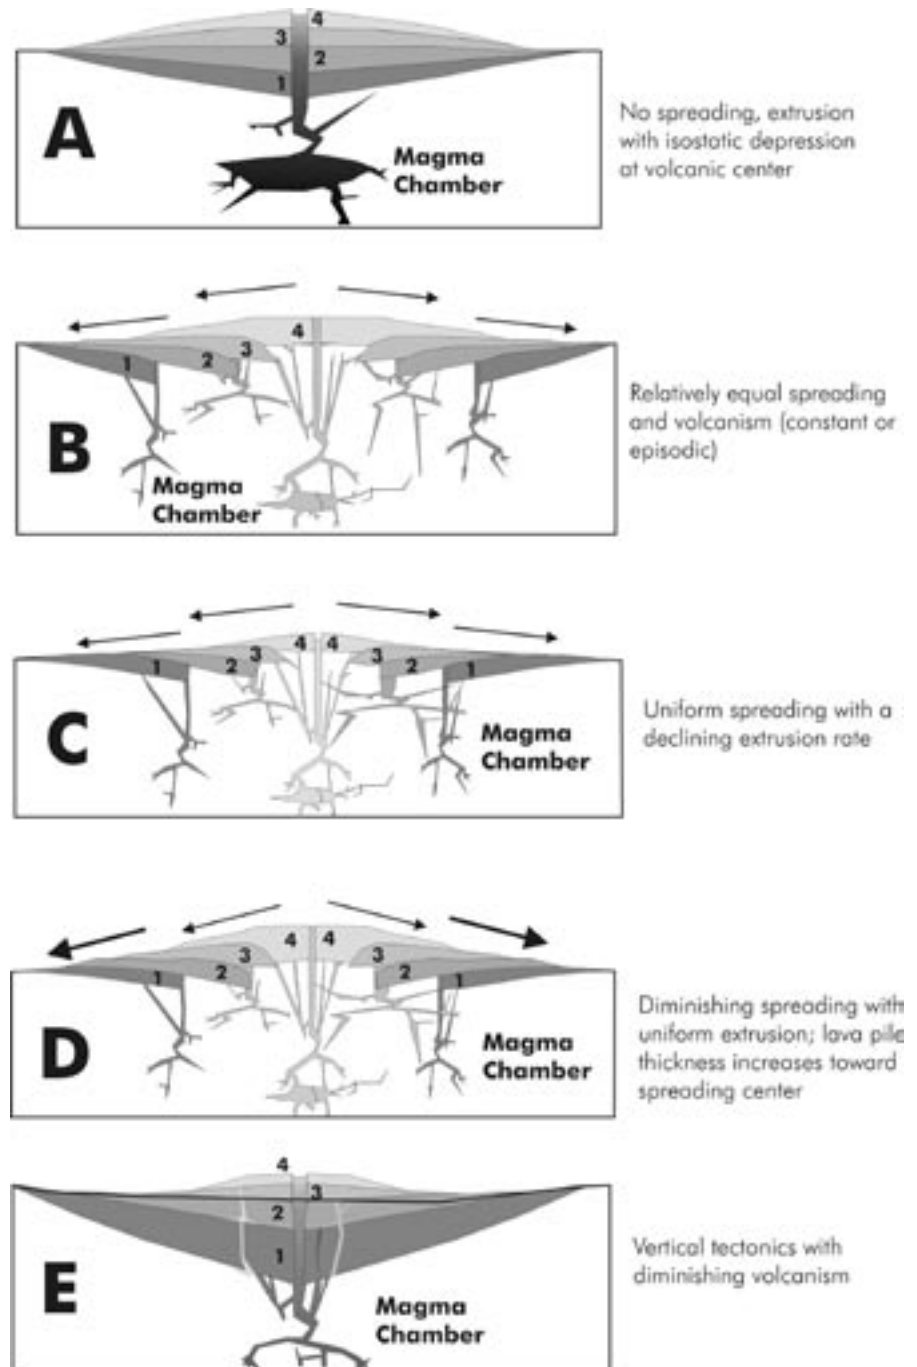 4
3
2
1
A
Magma
Chamber
No spreading, extrusion
with isostatic depression
at volcanic center
4
3
2
1
B
Magma
Chamber
Relatively equal spreading
and volcanism (constant or
episodic)
4 4
3 3
2 2
1 1
C
Magma
Chamber
Uniform spreading with a
declining extrusion rate
4 4
3 3
2 2
1 1
D
Magma
Chamber
Diminishing spreading with
uniform extrusion; lava pile
thickness increases toward
spreading center
4
3
2
1
E
Magma
Chamber
Vertical tectonics with
diminishing volcanism